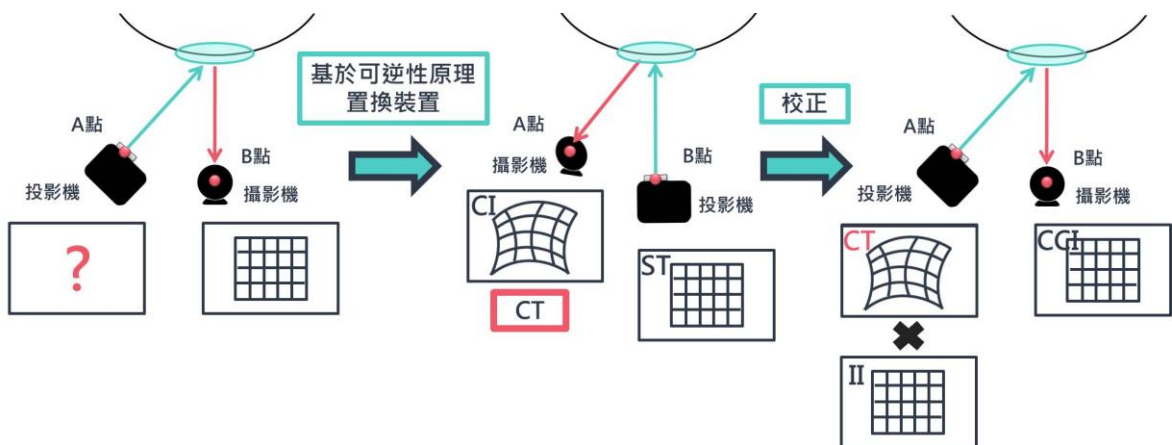 A點
投影機
B點
攝影機
?
基於可逆性原理
置換裝置
A點
攝影機
B點
投影機
CI
CT
ST
校正
A點
投影機
B點
攝影機
CT
CCI
II